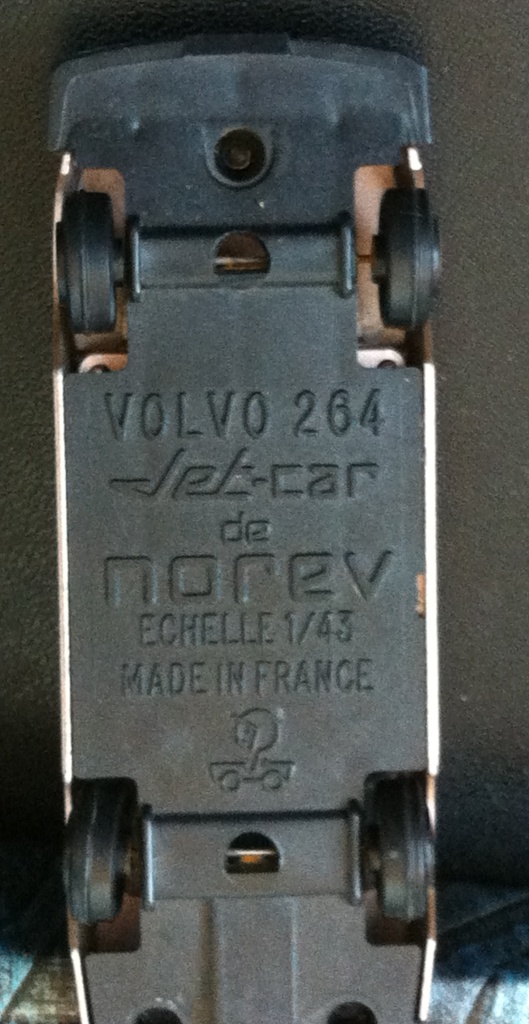 VOLVO 264
Jet-car
de
norev
ECHELLE 1/43
MADE IN FRANCE